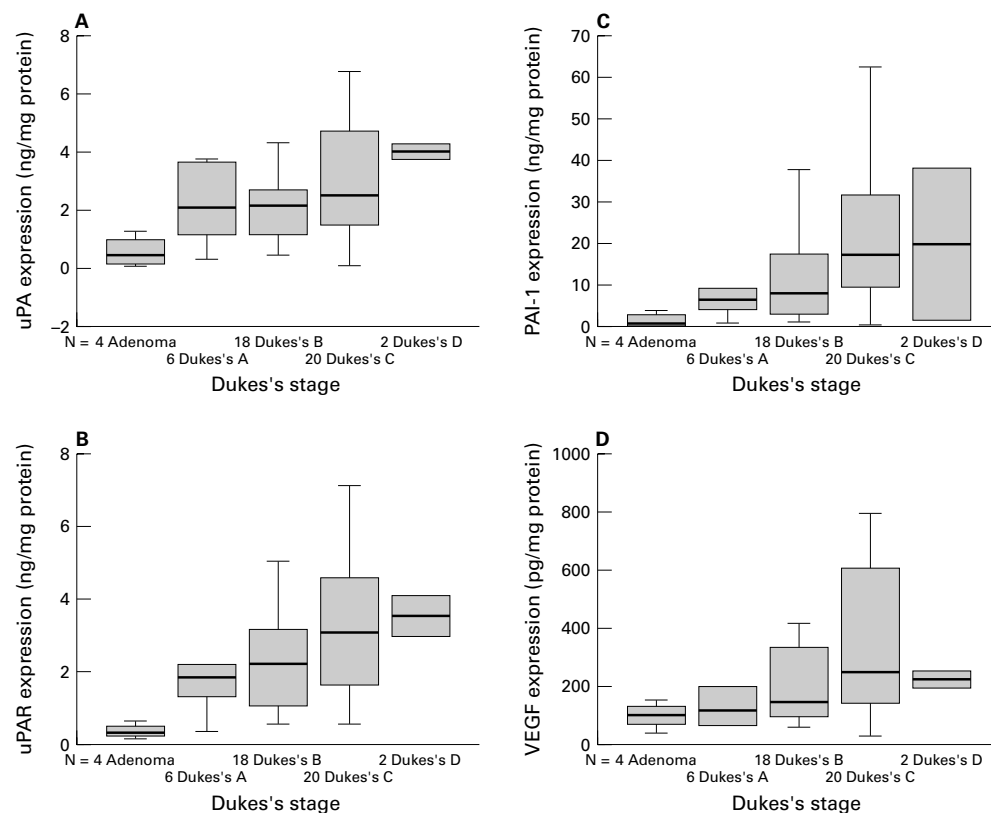 A
uPA expression (ng/mg protein)
8
6
4
2
0
–2
N = 4 Adenoma
6 Dukes's A
18 Dukes's B
20 Dukes's C
2 Dukes's D
Dukes's stage
C
PAI-1 expression (ng/mg protein)
70
60
50
40
30
20
10
0
N = 4 Adenoma
6 Dukes's A
18 Dukes's B
20 Dukes's C
2 Dukes's D
Dukes's stage
B
uPAR expression (ng/mg protein)
8
6
4
2
0
N = 4 Adenoma
6 Dukes's A
18 Dukes's B
20 Dukes's C
2 Dukes's D
Dukes's stage
D
VEGF expression (pg/mg protein)
1000
800
600
400
200
0
N = 4 Adenoma
6 Dukes's A
18 Dukes's B
20 Dukes's C
2 Dukes's D
Dukes's stage